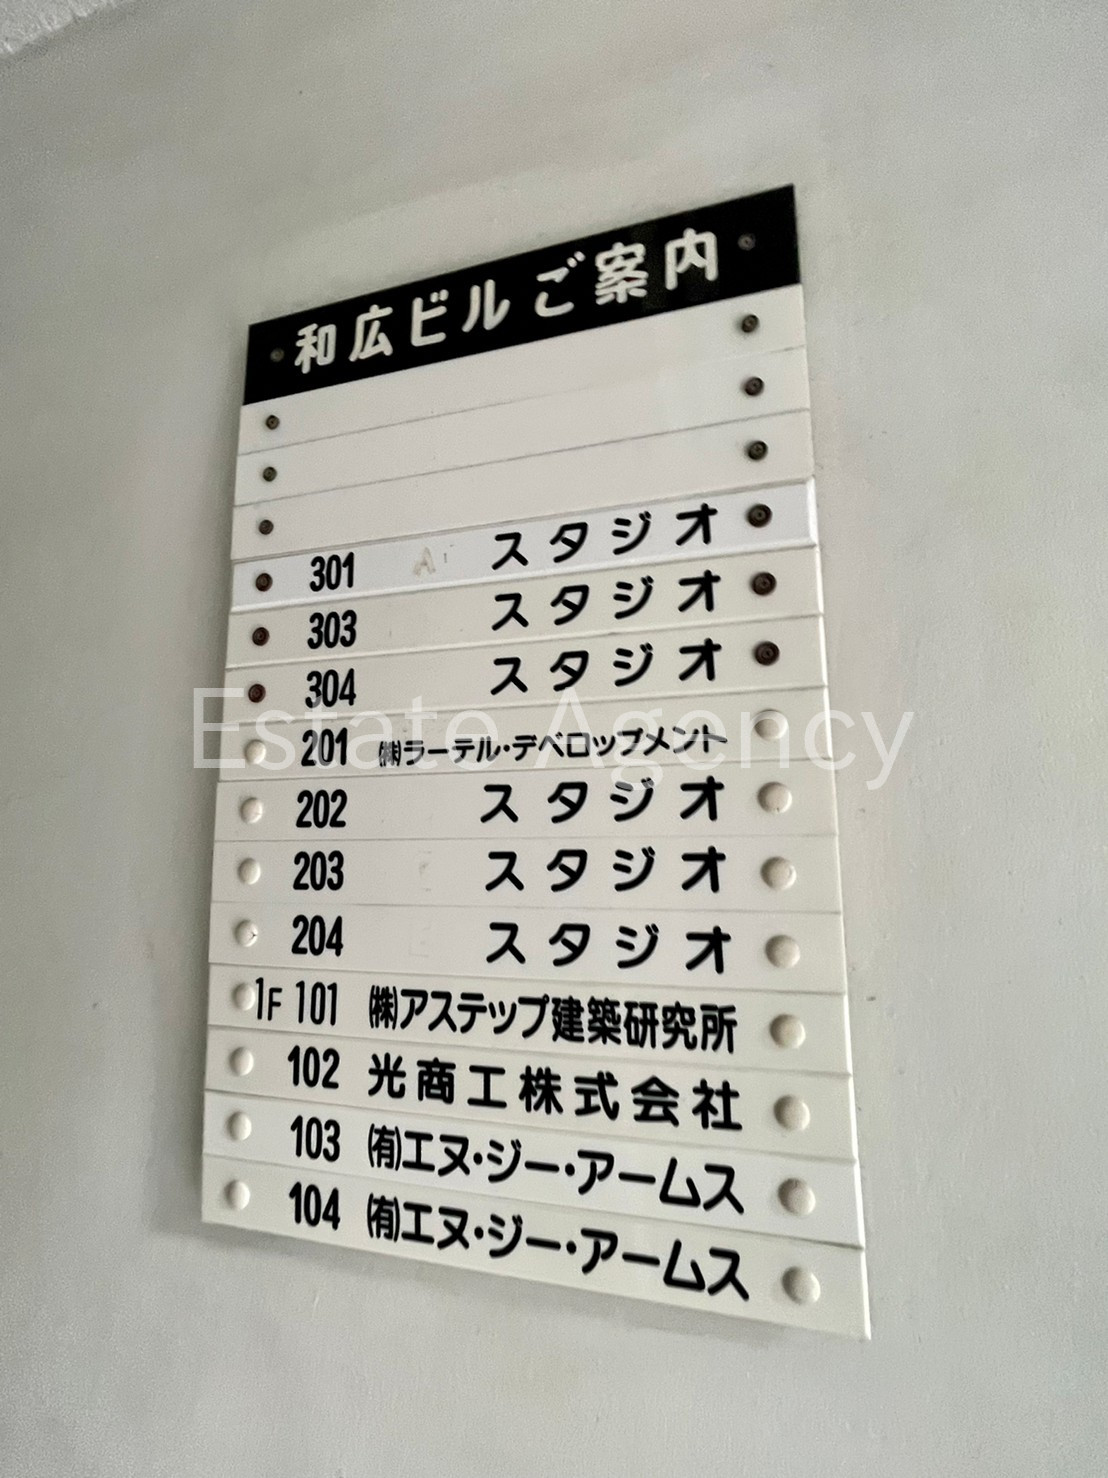 和広ビルご案内
301 スタジオ
303 スタジオ
304 スタジオ
201 ㈱ラーテル・デベロップメント
202 スタジオ
203 スタジオ
204 スタジオ
1F 101 ㈱アステップ建築研究所
102 光商工株式会社
103 ㈲エヌ・ジー・アームス
104 ㈲エヌ・ジー・アームス
Estate Agency